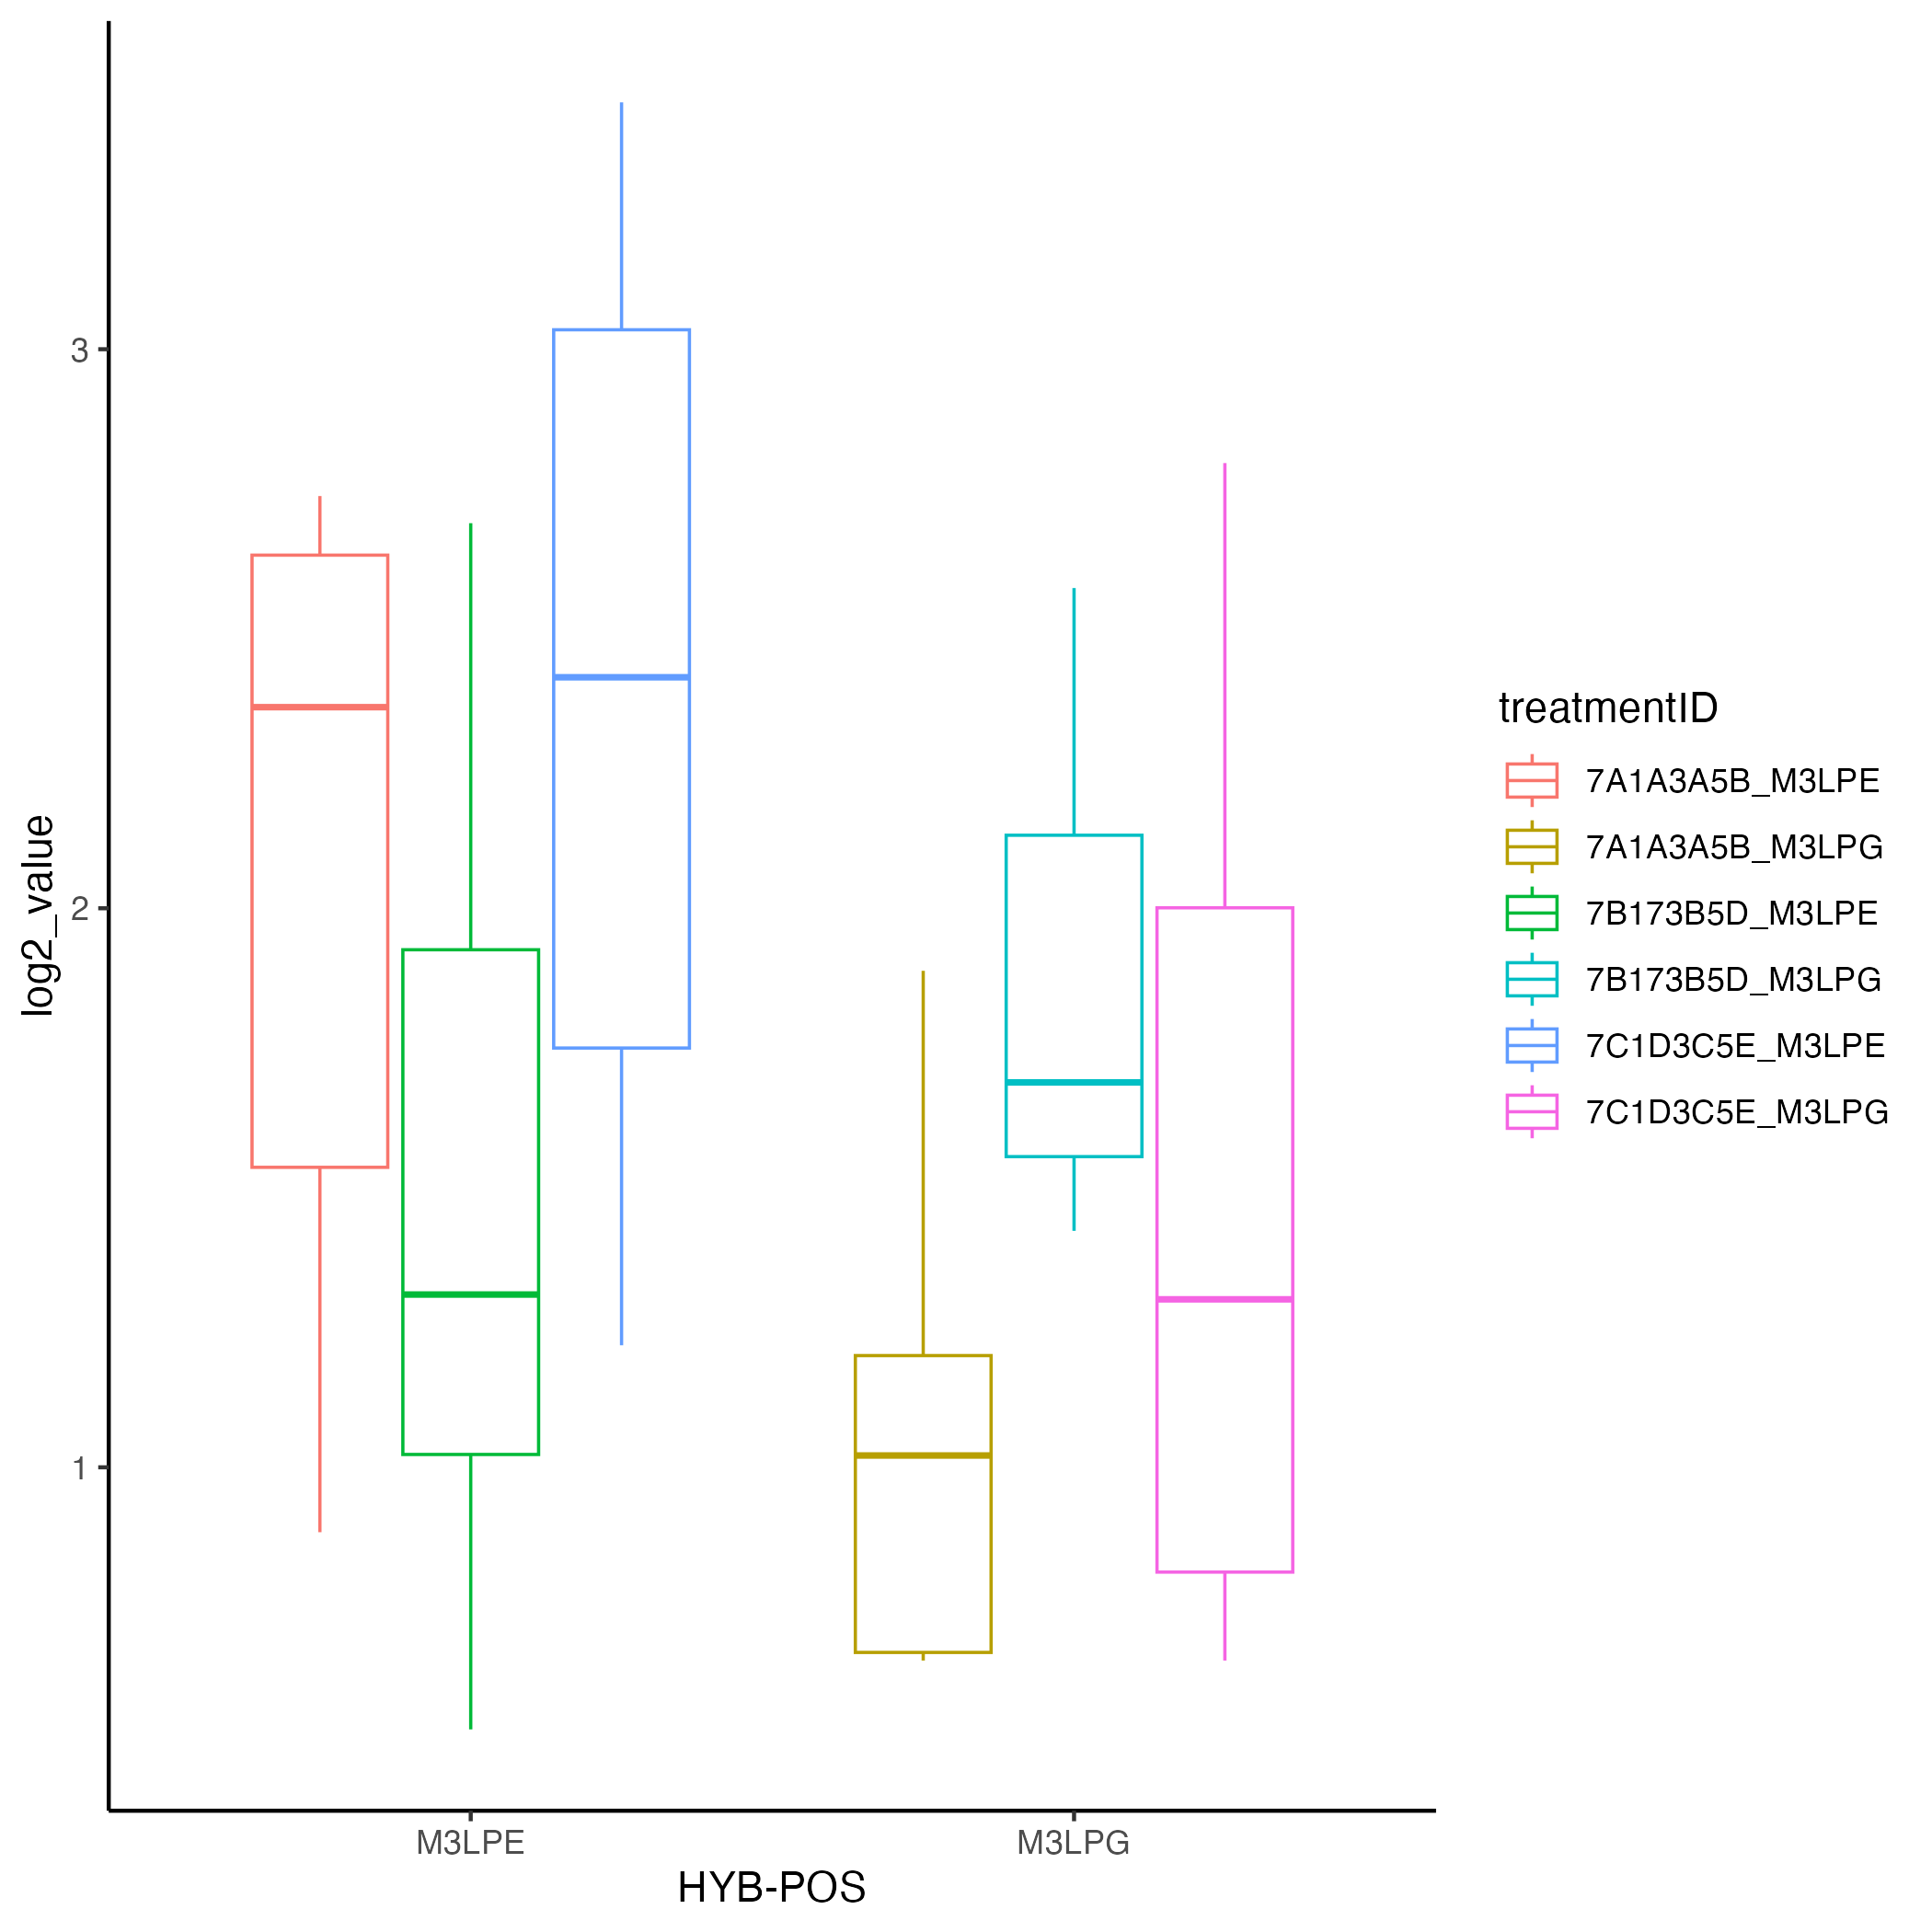 log2_value
3
2
1
M3LPE
M3LPG
HYB-POS
treatmentID
7A1A3A5B_M3LPE
7A1A3A5B_M3LPG
7B173B5D_M3LPE
7B173B5D_M3LPG
7C1D3C5E_M3LPE
7C1D3C5E_M3LPG